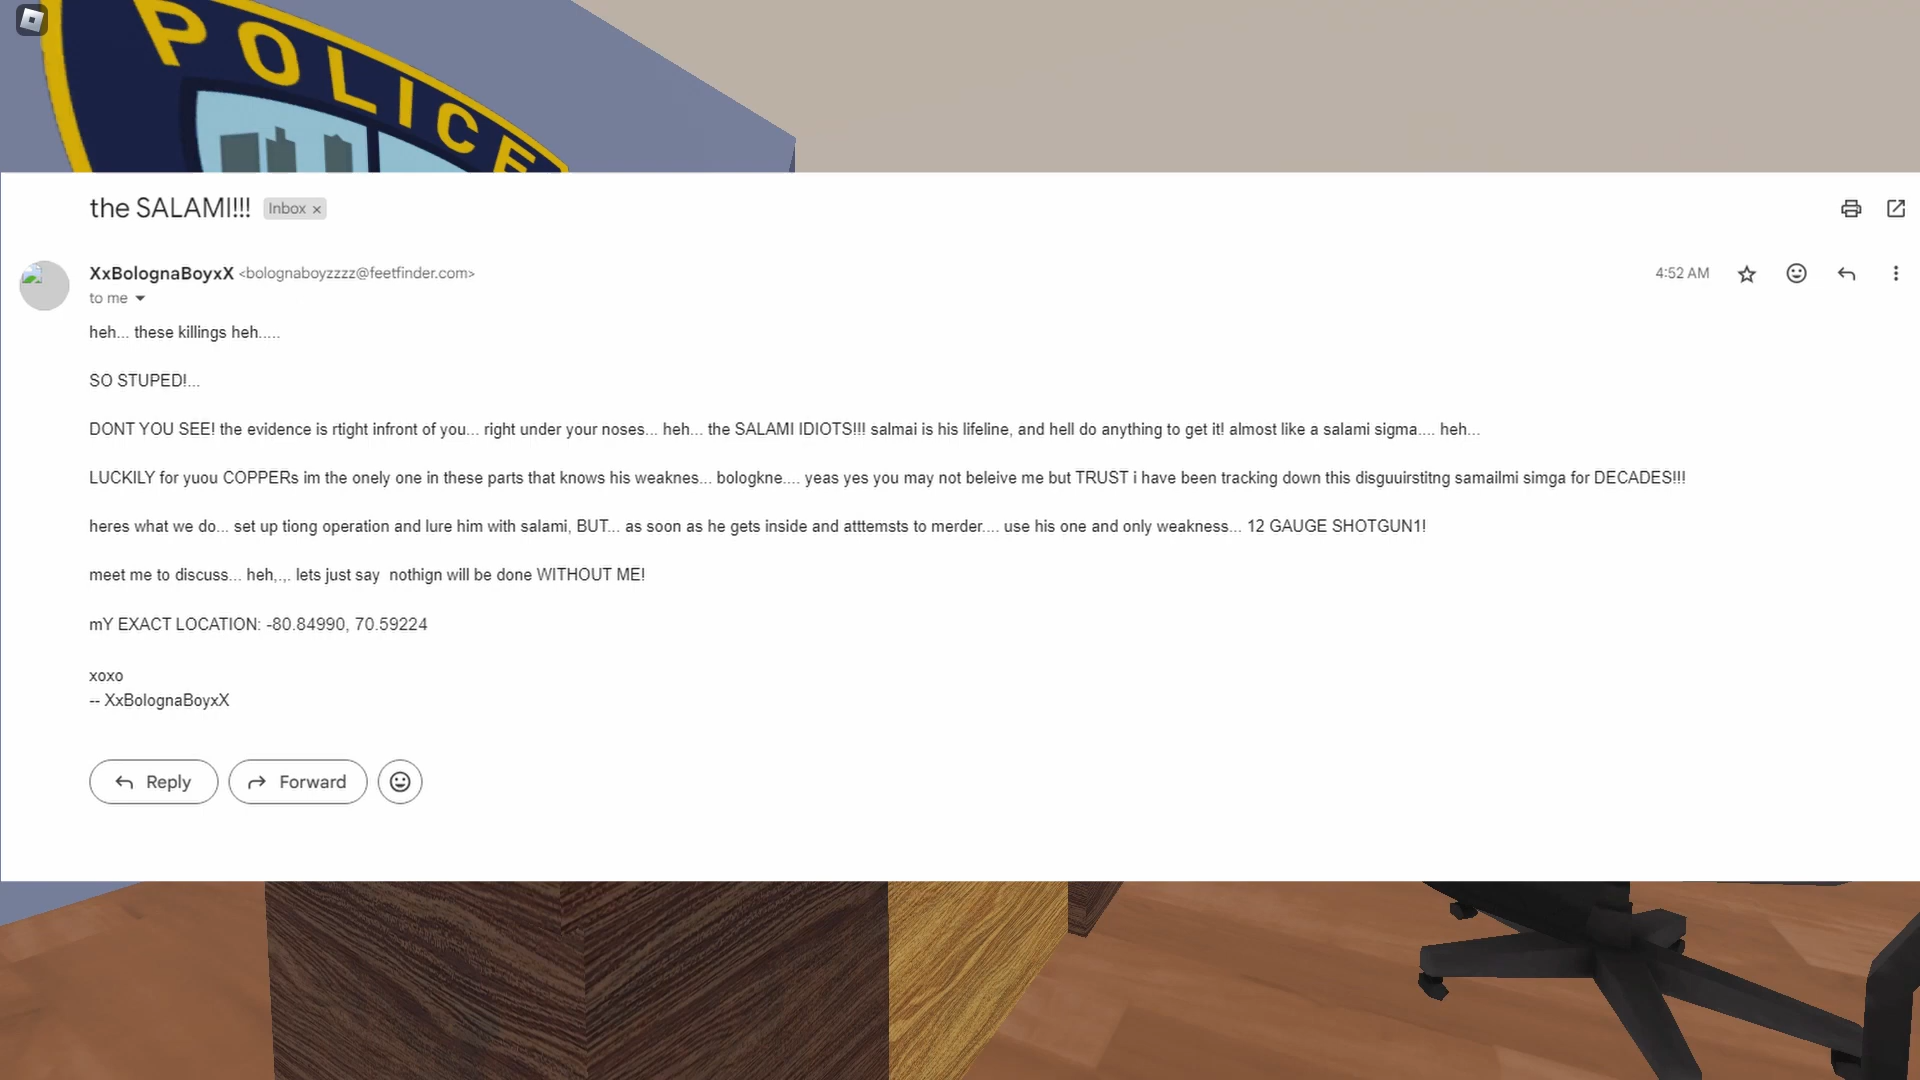 POLICE
the SALAMI!!! Inbox ×
XxBolognaBoyxX <bolognaboyzzzz@feetfinder.com> 4:52 AM
to me
heh... these killings heh.....
SO STUPED!...
DONT YOU SEE! the evidence is rtight infront of you... right under your noses... heh... the SALAMI IDIOTS!!! salmai is his lifeline, and hell do anything to get it! almost like a salami sigma.... heh...
LUCKILY for yuou COPPERs im the onely one in these parts that knows his weaknes... bologkne.... yeas yes you may not beleive me but TRUST i have been tracking down this disguuirstitng samailmi simga for DECADES!!!
heres what we do... set up tiong operation and lure him with salami, BUT... as soon as he gets inside and atttemsts to merder.... use his one and only weakness... 12 GAUGE SHOTGUN1!
meet me to discuss... heh,.,. lets just say  nothign will be done WITHOUT ME!
mY EXACT LOCATION: -80.84990, 70.59224
xoxo
-- XxBolognaBoyxX
Reply Forward